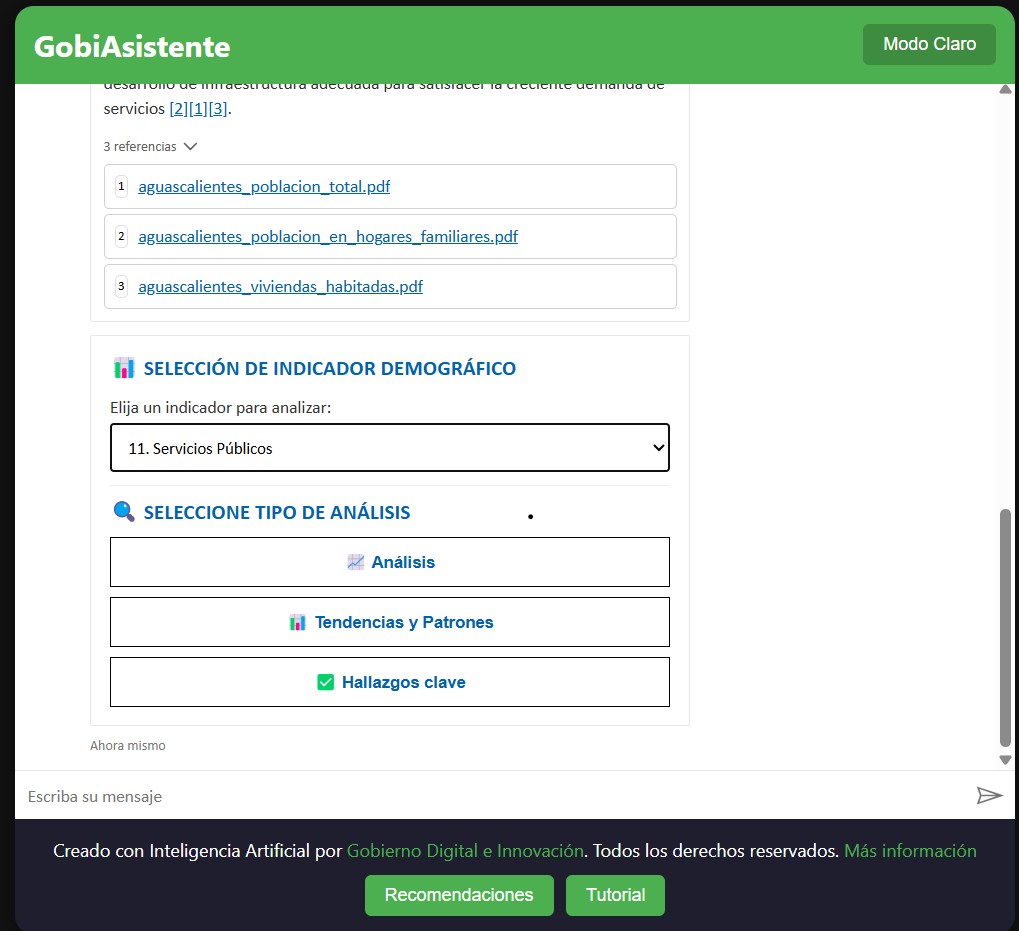 GobiAsistente
Modo Claro
desarrollo de infraestructura adecuada para satisfacer la creciente demanda de
servicios [2][1][3].
3 referencias
1 aguascalientes_poblacion_total.pdf
2 aguascalientes_poblacion_en_hogares_familiares.pdf
3 aguascalientes_viviendas_habitadas.pdf
SELECCIÓN DE INDICADOR DEMOGRÁFICO
Elija un indicador para analizar:
11. Servicios Públicos
SELECCIONE TIPO DE ANÁLISIS
Análisis
Tendencias y Patrones
Hallazgos clave
Ahora mismo
Escriba su mensaje
Creado con Inteligencia Artificial por Gobierno Digital e Innovación. Todos los derechos reservados. Más información
Recomendaciones
Tutorial